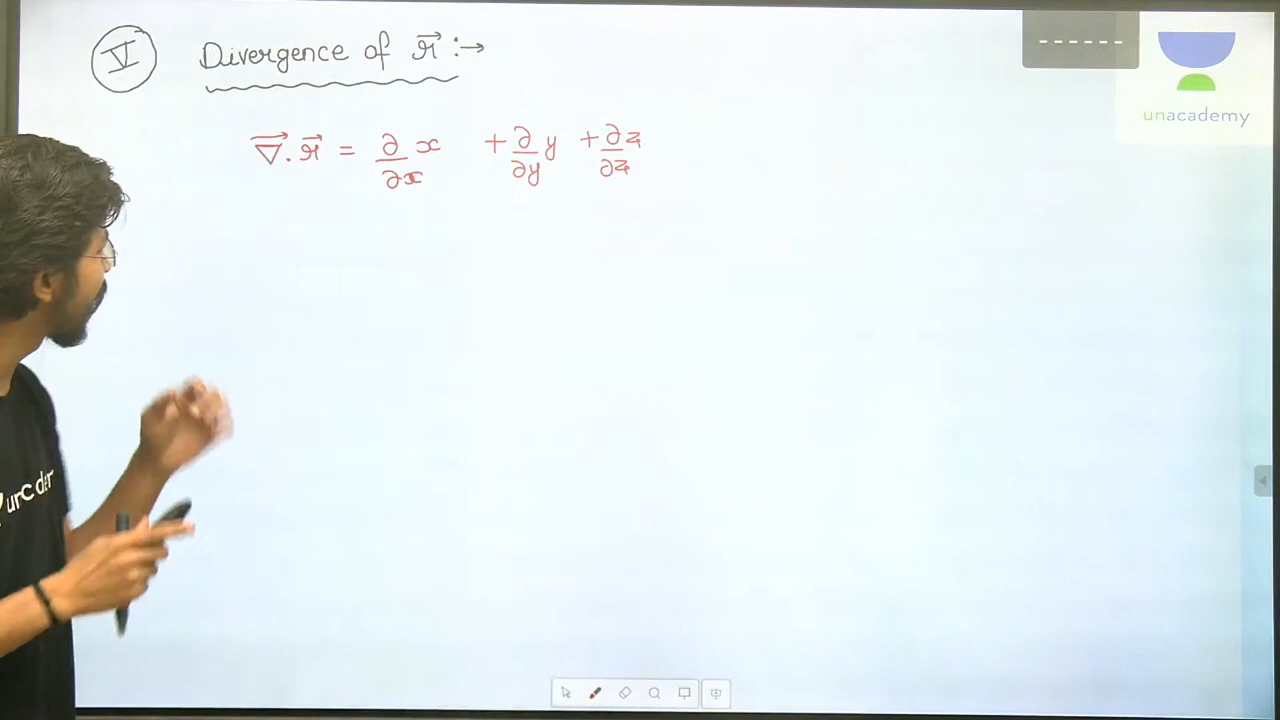 V Divergence of r⃗ :→
∇⃗ . r⃗ = ∂/∂x x + ∂/∂y y + ∂/∂z z
unacademy